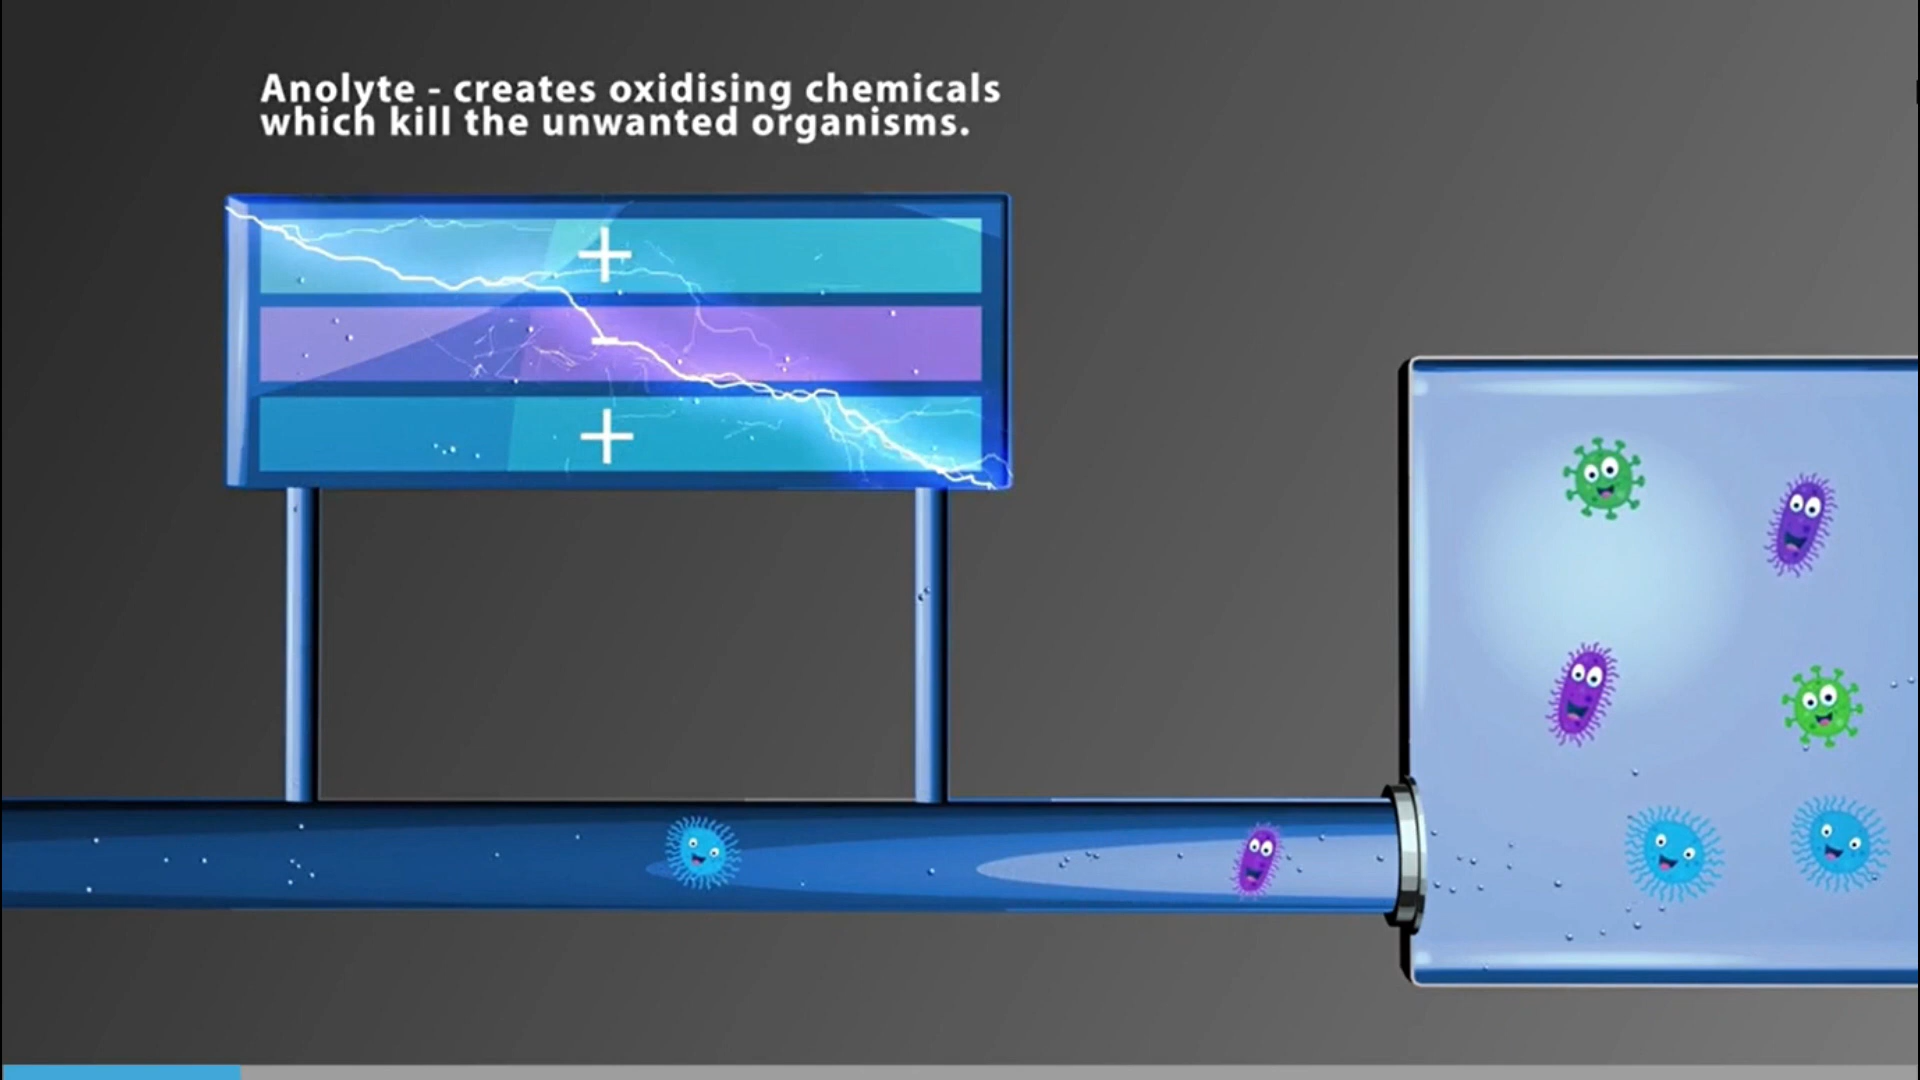 Anolyte - creates oxidising chemicals
which kill the unwanted organisms.
+
-
+